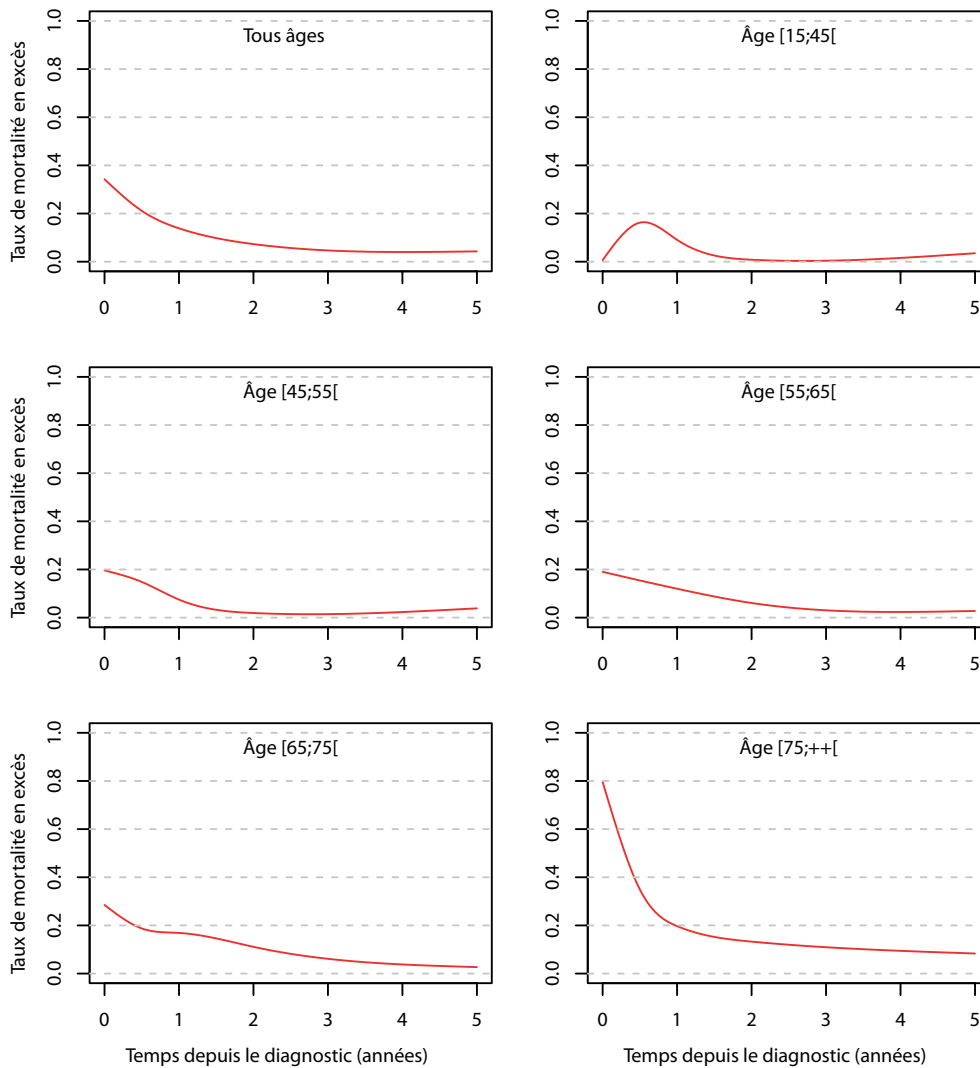 Tous âges
Taux de mortalité en excès
0.0 0.2 0.4 0.6 0.8 1.0
0 1 2 3 4 5
Âge [15;45[
0.0 0.2 0.4 0.6 0.8 1.0
0 1 2 3 4 5
Âge [45;55[
Taux de mortalité en excès
0.0 0.2 0.4 0.6 0.8 1.0
0 1 2 3 4 5
Âge [55;65[
0.0 0.2 0.4 0.6 0.8 1.0
0 1 2 3 4 5
Âge [65;75[
Taux de mortalité en excès
0.0 0.2 0.4 0.6 0.8 1.0
0 1 2 3 4 5
Temps depuis le diagnostic (années)
Âge [75;++[
0.0 0.2 0.4 0.6 0.8 1.0
0 1 2 3 4 5
Temps depuis le diagnostic (années)